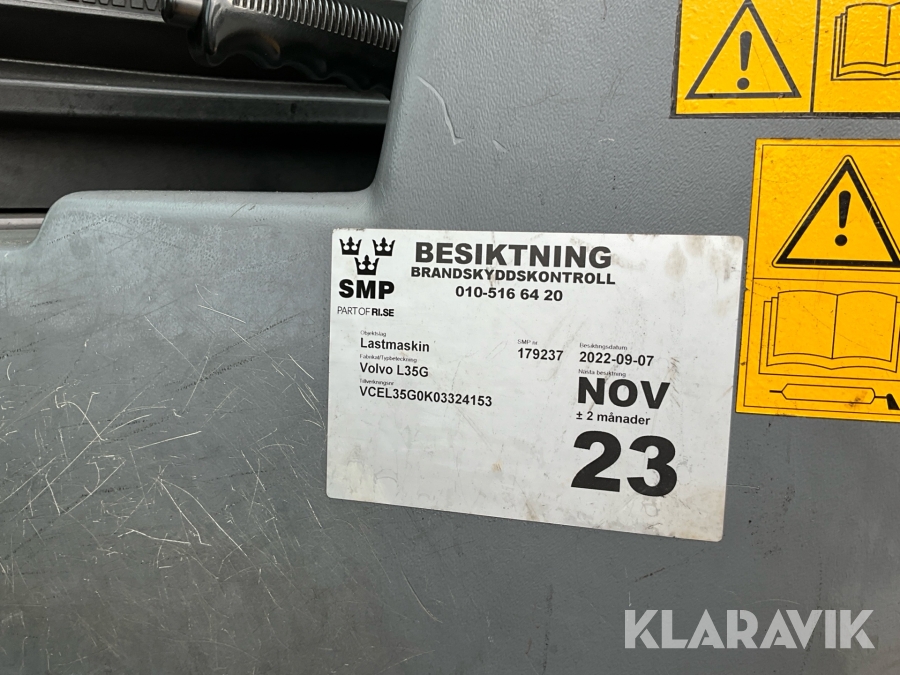 BESIKTNING
BRANDSKYDDSKONTROLL
010-516 64 20
SMP
PART OF RI.SE
Objektslag
Lastmaskin
Fabrikat/Typbeteckning
Volvo L35G
Tillverkningsnr
VCEL35G0K03324153
SMP nr
179237
Besiktningsdatum
2022-09-07
Nästa besiktning
NOV
± 2 månader
23
KLARAVIK